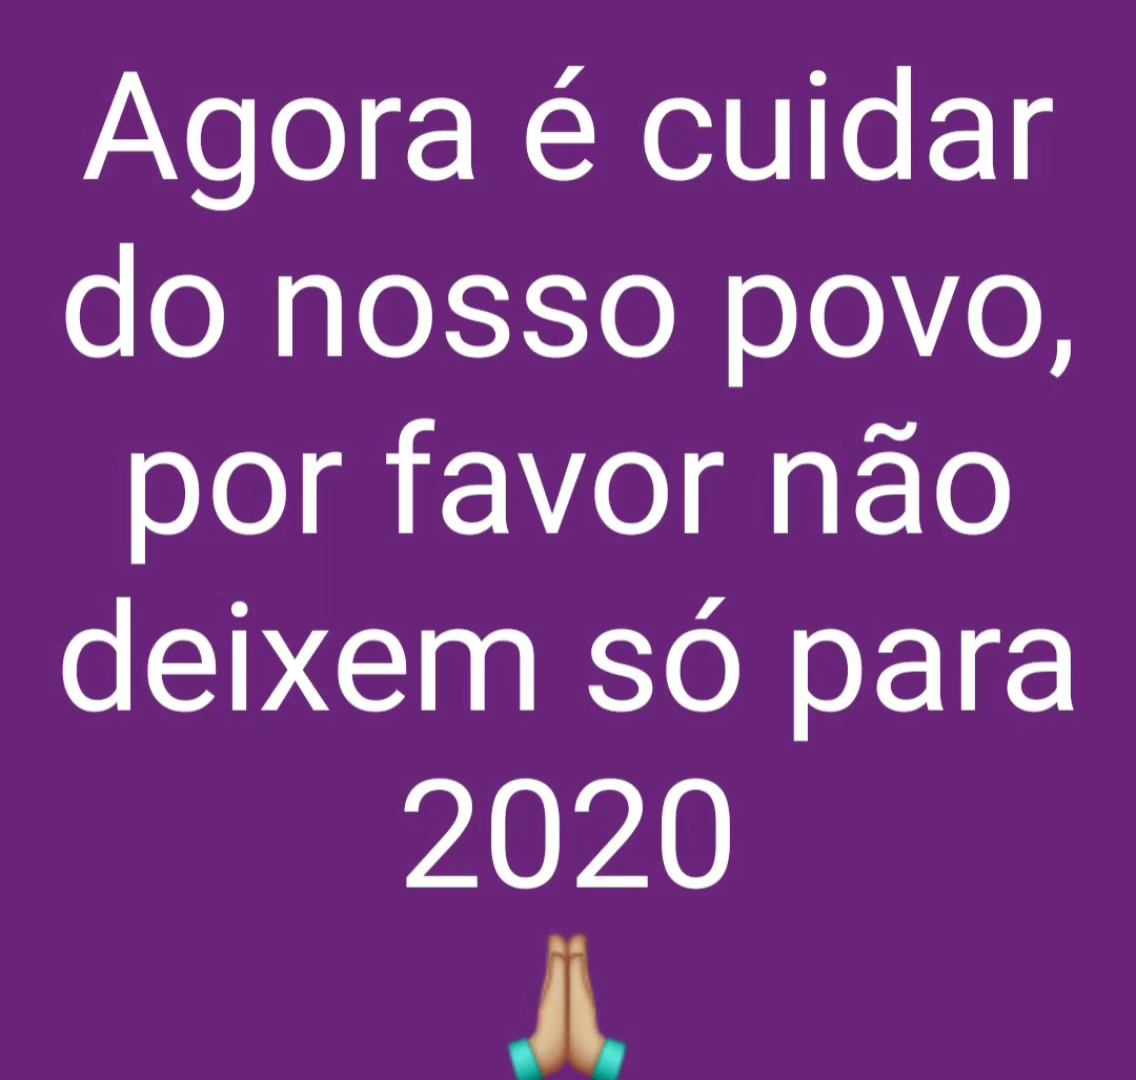 Agora é cuidar
do nosso povo,
por favor não
deixem só para
2020
🙏🏽